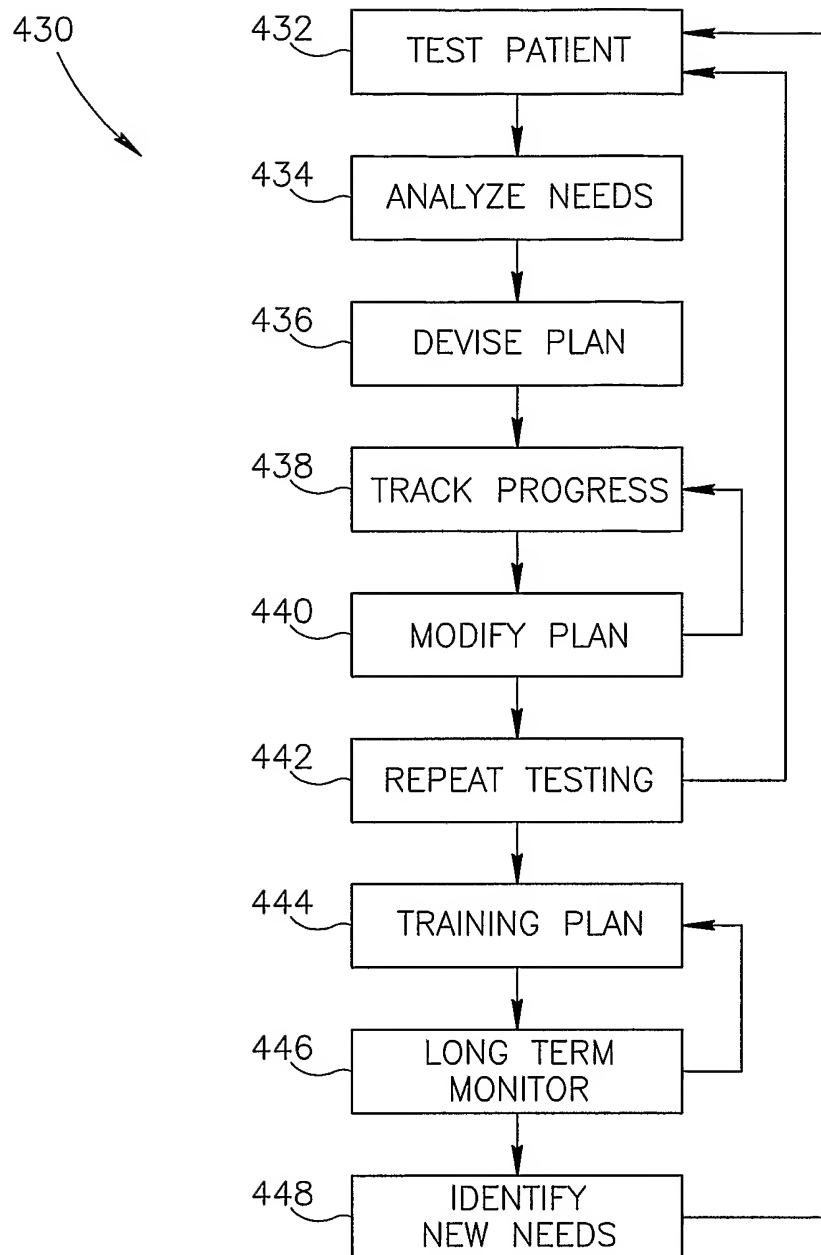 430
432
TEST PATIENT
434
ANALYZE NEEDS
436
DEVISE PLAN
438
TRACK PROGRESS
440
MODIFY PLAN
442
REPEAT TESTING
444
TRAINING PLAN
446
LONG TERM
MONITOR
448
IDENTIFY
NEW NEEDS